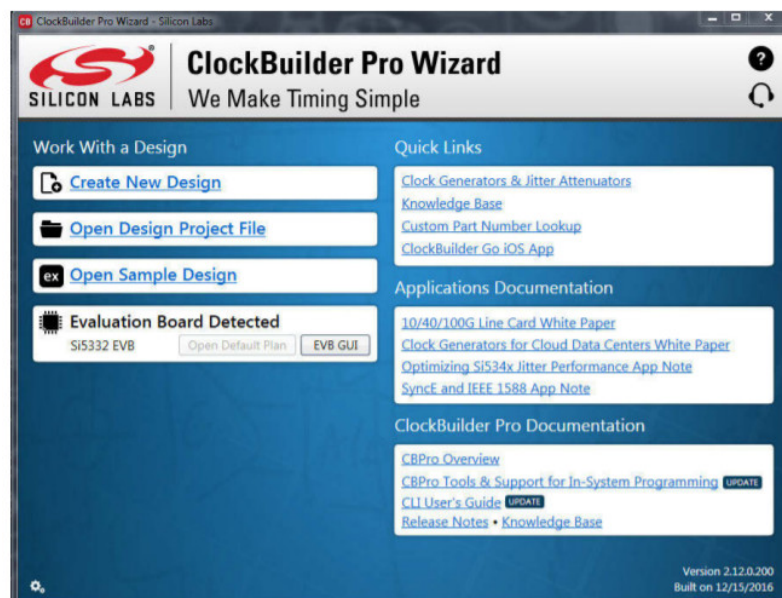 CB ClockBuilder Pro Wizard - Silicon Labs
SILICON LABS
ClockBuilder Pro Wizard
We Make Timing Simple
?
Work With a Design
Create New Design
Open Design Project File
ex Open Sample Design
Evaluation Board Detected
Si5332 EVB Open Default Plan EVB GUI
Quick Links
Clock Generators & Jitter Attenuators
Knowledge Base
Custom Part Number Lookup
ClockBuilder Go iOS App
Applications Documentation
10/40/100G Line Card White Paper
Clock Generators for Cloud Data Centers White Paper
Optimizing Si534x Jitter Performance App Note
SyncE and IEEE 1588 App Note
ClockBuilder Pro Documentation
CBPro Overview
CBPro Tools & Support for In-System Programming UPDATE
CLI User's Guide UPDATE
Release Notes • Knowledge Base
Version 2.12.0.200
Built on 12/15/2016